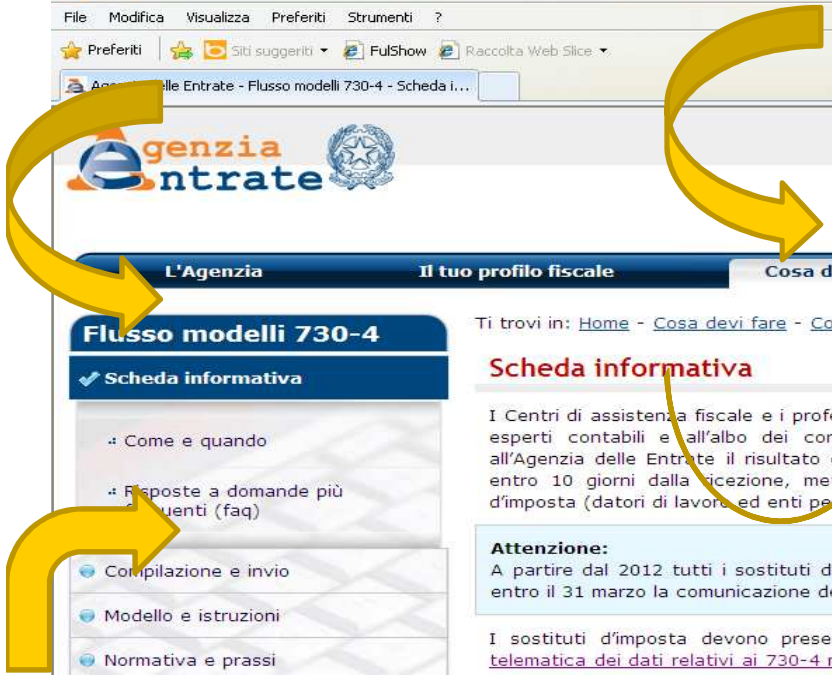 File Modifica Visualizza Preferiti Strumenti ?
Preferiti Siti suggeriti FulShow Raccolta Web Slice
elle Entrate - Flusso modelli 730-4 - Scheda i...
Agenzia
Entrate
L'Agenzia Il tuo profilo fiscale Cosa d
Flusso modelli 730-4
Scheda informativa
Come e quando
Risposte a domande più
(faq)
Compilazione e invio
Modello e istruzioni
Normativa e prassi
Ti trovi in: Home - Cosa devi fare - Co
Scheda informativa
I Centri di assistenza fiscale e i profe
esperti contabili e all'albo dei con
all'Agenzia delle Entrate il risultato
entro 10 giorni dalla ricezione, me
d'imposta (datori di lavoro ed enti pe
Attenzione:
A partire dal 2012 tutti i sostituti d
entro il 31 marzo la comunicazione de
I sostituti d'imposta devono prese
telematica dei dati relativi ai 730-4